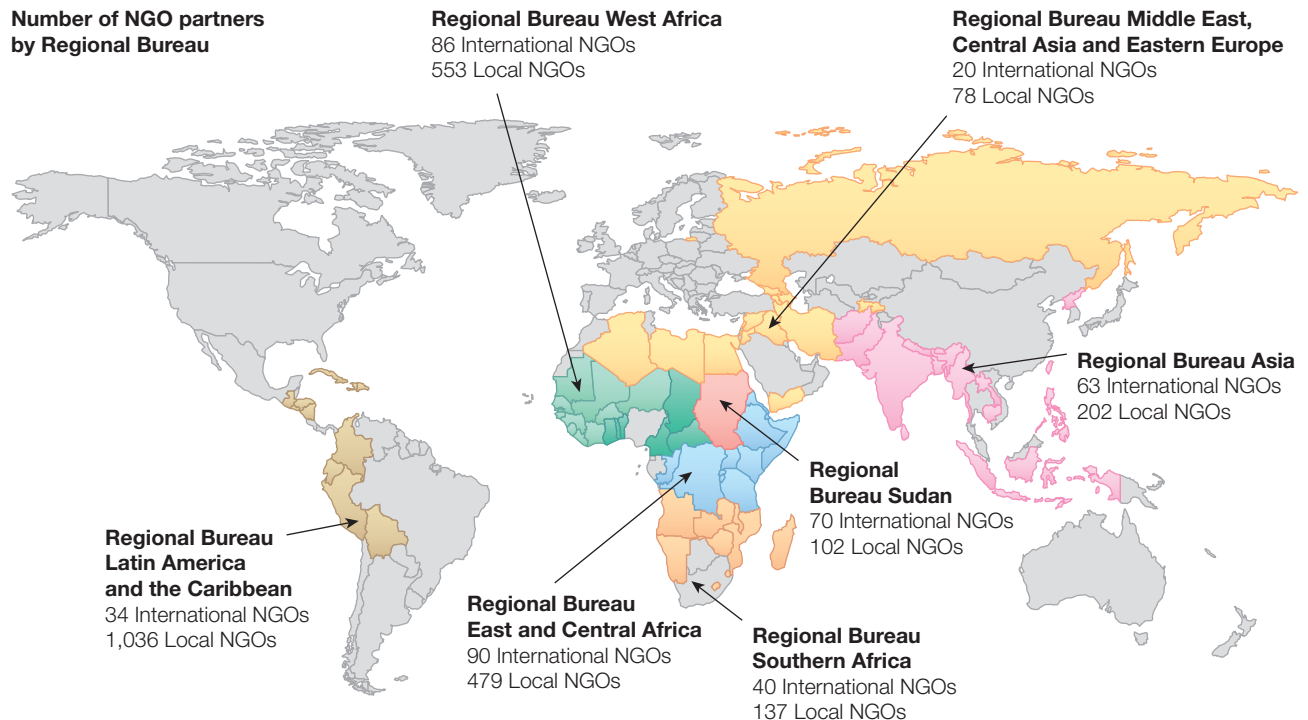 Number of NGO partners
by Regional Bureau
Regional Bureau West Africa
86 International NGOs
553 Local NGOs
Regional Bureau Middle East,
Central Asia and Eastern Europe
20 International NGOs
78 Local NGOs
Regional Bureau Asia
63 International NGOs
202 Local NGOs
Regional
Bureau Sudan
70 International NGOs
102 Local NGOs
Regional Bureau
Latin America
and the Caribbean
34 International NGOs
1,036 Local NGOs
Regional Bureau
East and Central Africa
90 International NGOs
479 Local NGOs
Regional Bureau
Southern Africa
40 International NGOs
137 Local NGOs